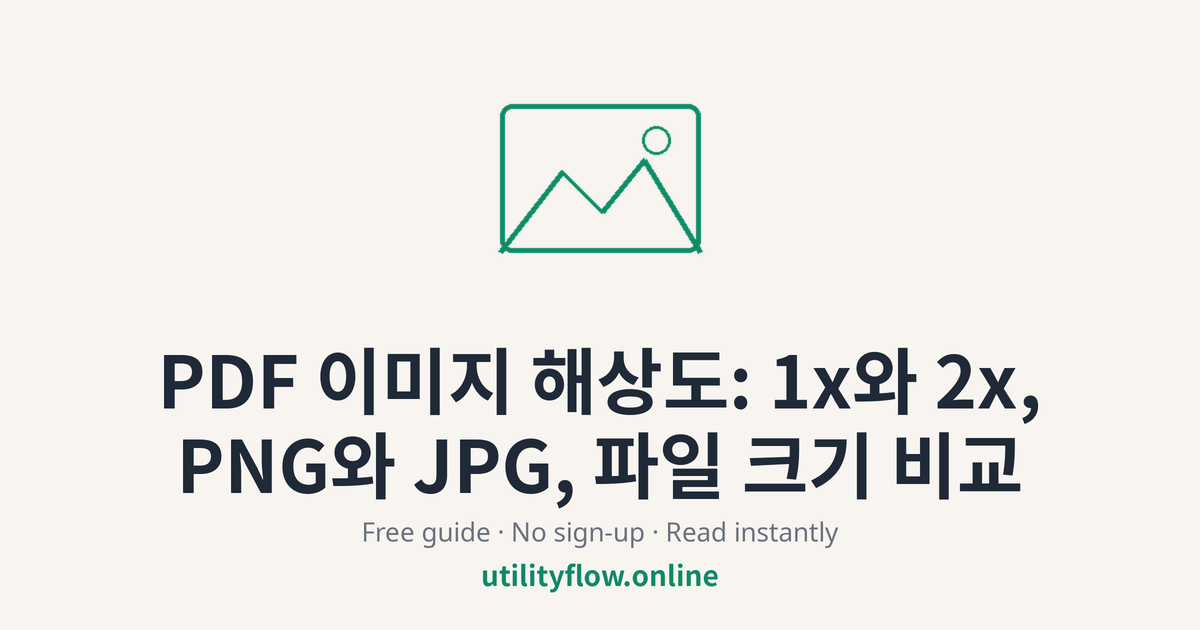 PDF 이미지 해상도: 1x와 2x,
PNG와 JPG, 파일 크기 비교
Free guide · No sign-up · Read instantly
utilityflow.online